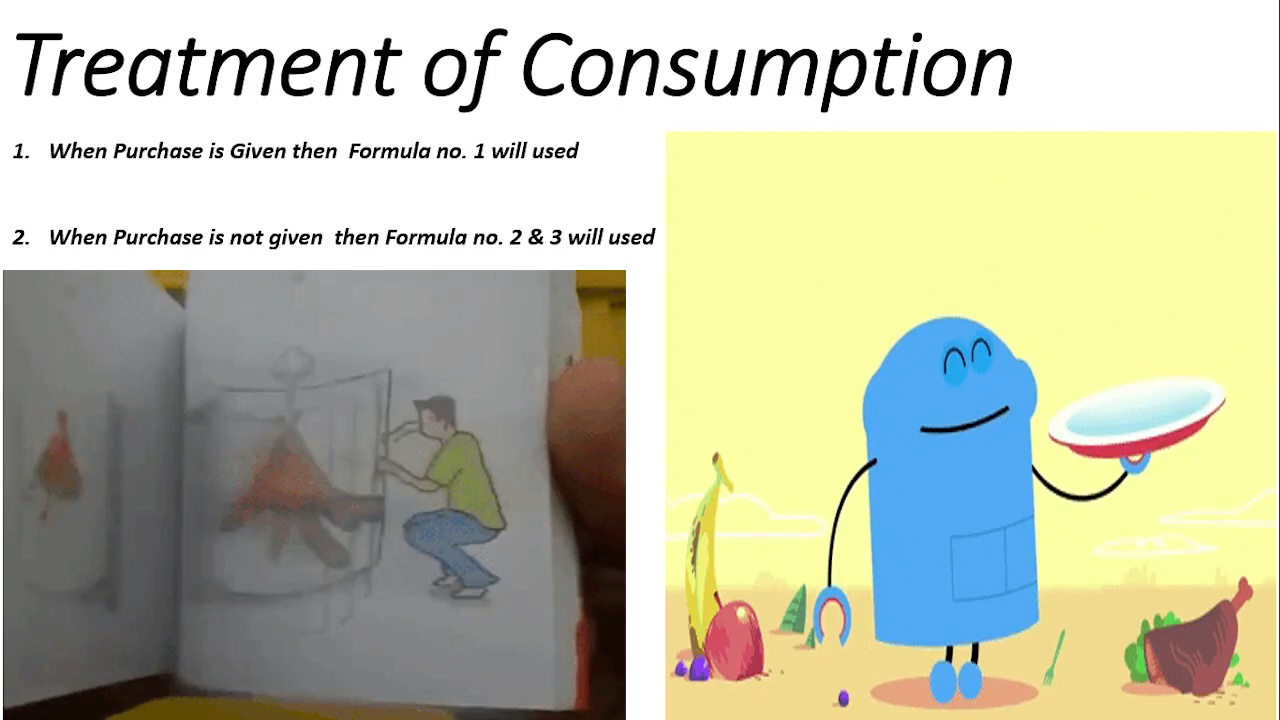 Treatment of Consumption
1. When Purchase is Given then Formula no. 1 will used
2. When Purchase is not given then Formula no. 2 & 3 will used